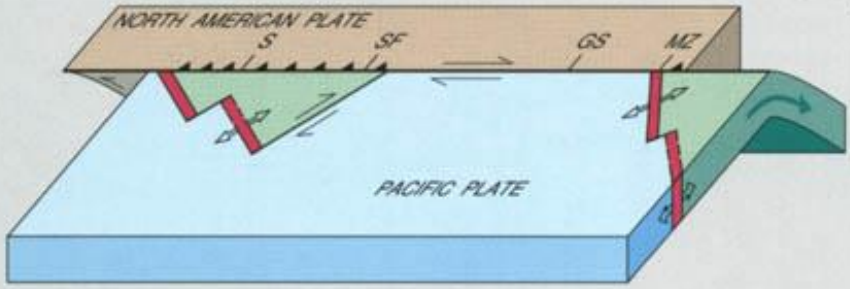 NORTH AMERICAN PLATE
S
SF
GS
MZ
PACIFIC PLATE